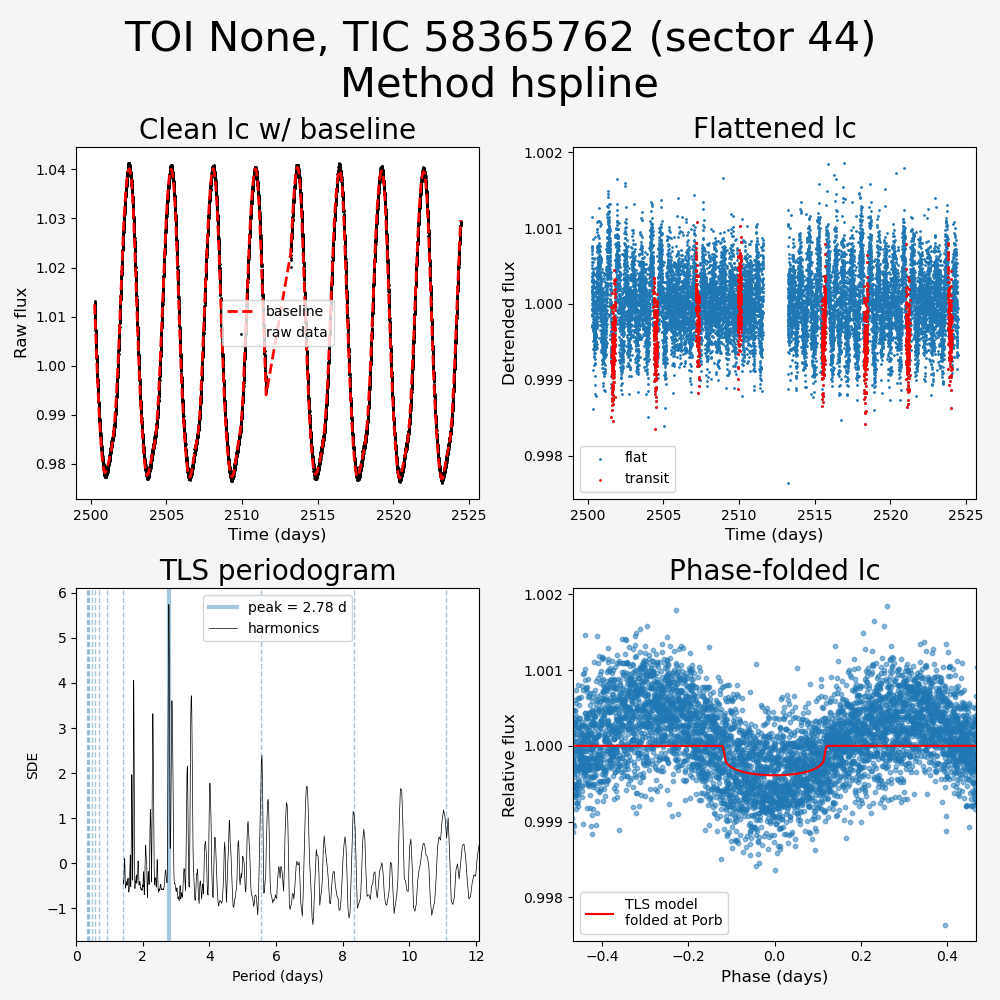 TOI None, TIC 58365762 (sector 44)
Method hspline
Clean lc w/ baseline
Raw flux
1.04
1.03
1.02
1.01
1.00
0.99
0.98
baseline
raw data
2500
2505
2510
2515
2520
2525
Time (days)
Flattened lc
Detrended flux
1.002
1.001
1.000
0.999
0.998
flat
transit
2500
2505
2510
2515
2520
2525
Time (days)
TLS periodogram
SDE
6
5
4
3
2
1
0
−1
peak = 2.78 d
harmonics
0
2
4
6
8
10
12
Period (days)
Phase-folded lc
Relative flux
1.002
1.001
1.000
0.999
0.998
TLS model
folded at Porb
−0.4
−0.2
0.0
0.2
0.4
Phase (days)